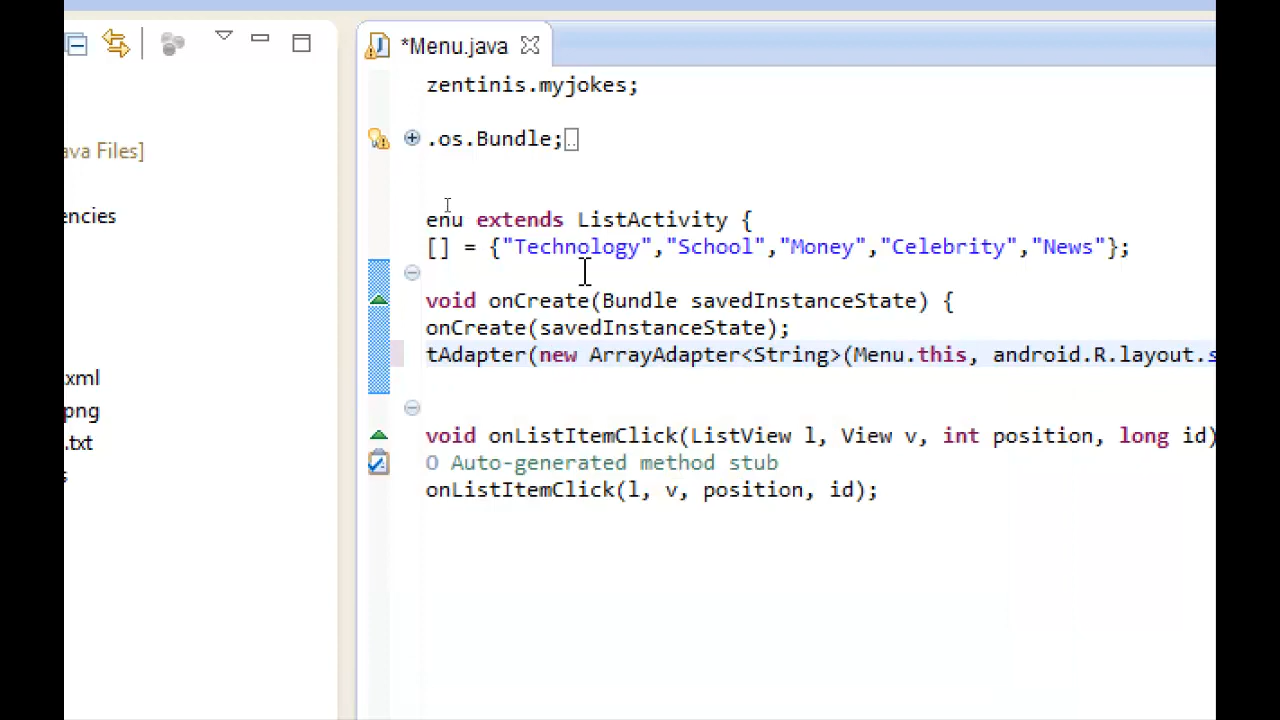 *Menu.java
zentinis.myjokes;
.os.Bundle;
ava Files]
encies
enu extends ListActivity {
[] = {"Technology","School","Money","Celebrity","News"};
void onCreate(Bundle savedInstanceState) {
onCreate(savedInstanceState);
tAdapter(new ArrayAdapter<String>(Menu.this, android.R.layout.s
.xml
png
.txt
s
void onListItemClick(ListView l, View v, int position, long id)
O Auto-generated method stub
onListItemClick(l, v, position, id);